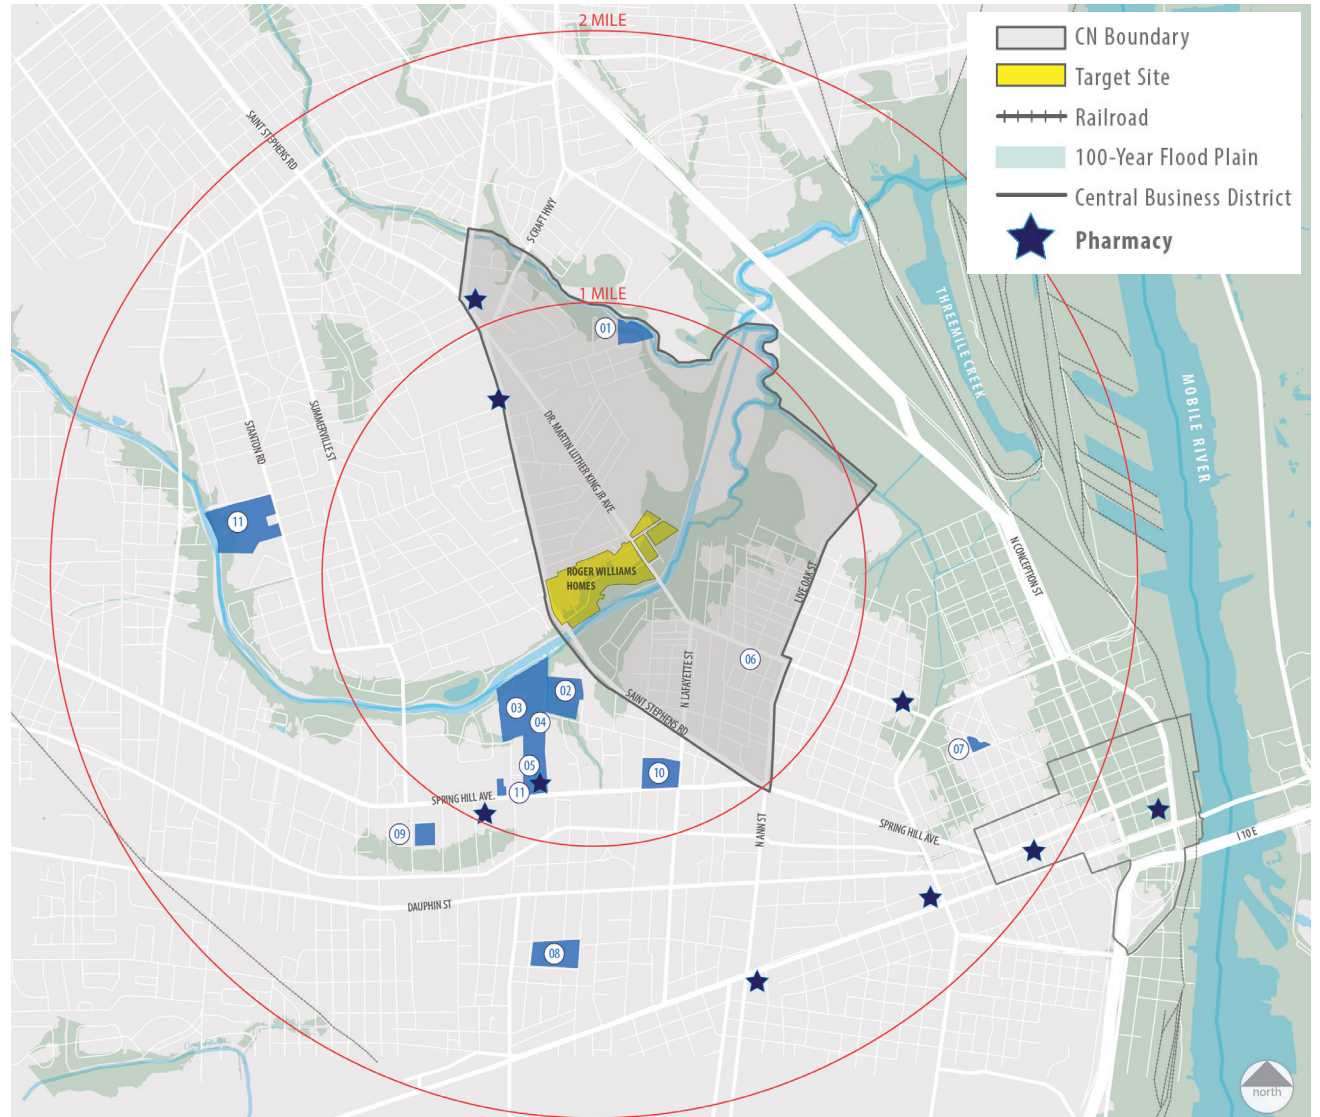 2 MILE
CN Boundary
Target Site
Railroad
100-Year Flood Plain
Central Business District
Pharmacy
SAINT STEPHENS RD
S CRAFT HWY
1 MILE
01
THREEMILECREEK
MOBILE RIVER
STANTON RD
SUMMERVILLE ST
DR. MARTIN LUTHER KING JR AVE
11
N CONCEPTION ST
ROGER WILLIAMS
HOMES
LIVE OAK ST
06
N LAFAYETTE ST
02
03
04
SAINT STEPHENS RD
07
05
10
11
SPRING HILL AVE.
09
N ANN ST
SPRING HILL AVE.
I 10 E
DAUPHIN ST
08
north